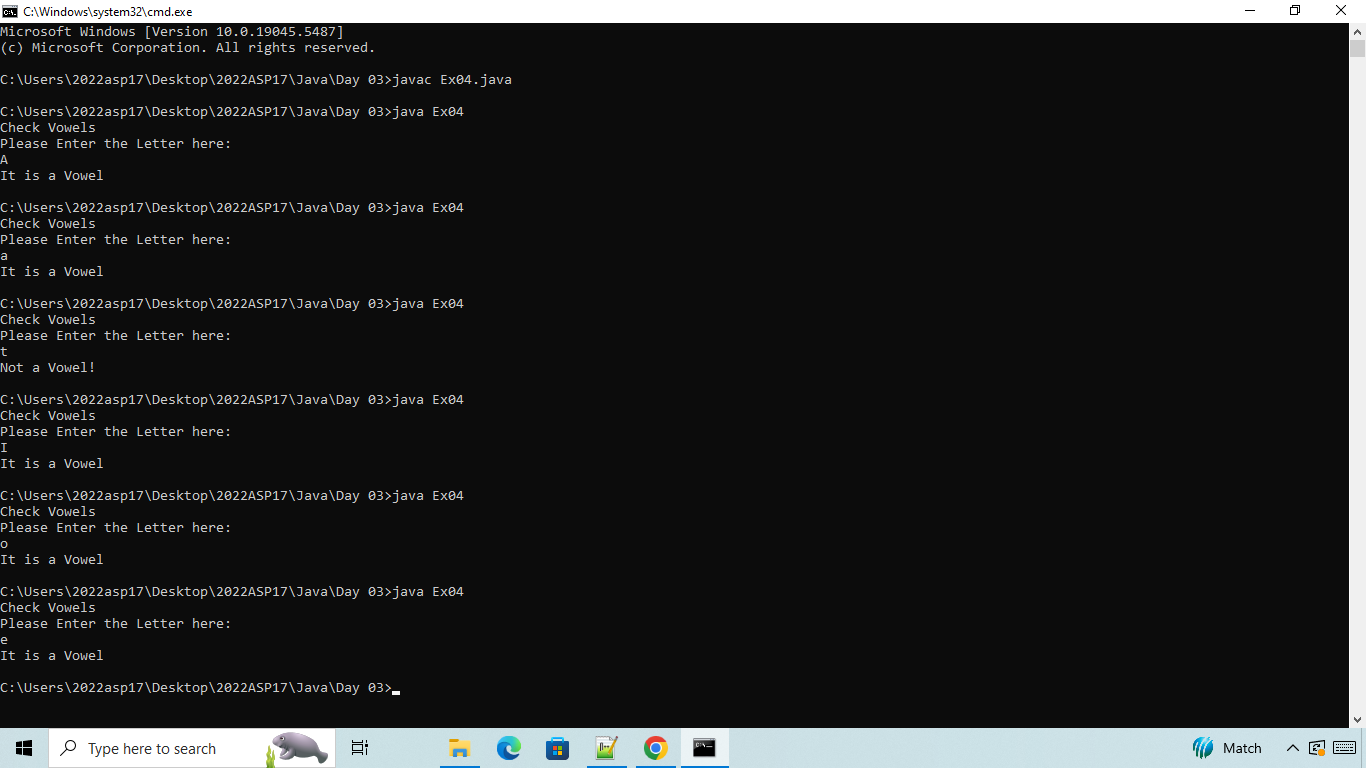 C:\Windows\system32\cmd.exe
Microsoft Windows [Version 10.0.19045.5487]
(c) Microsoft Corporation. All rights reserved.
C:\Users\2022asp17\Desktop\2022ASP17\Java\Day 03>javac Ex04.java
C:\Users\2022asp17\Desktop\2022ASP17\Java\Day 03>java Ex04
Check Vowels
Please Enter the Letter here:
A
It is a Vowel
C:\Users\2022asp17\Desktop\2022ASP17\Java\Day 03>java Ex04
Check Vowels
Please Enter the Letter here:
a
It is a Vowel
C:\Users\2022asp17\Desktop\2022ASP17\Java\Day 03>java Ex04
Check Vowels
Please Enter the Letter here:
t
Not a Vowel!
C:\Users\2022asp17\Desktop\2022ASP17\Java\Day 03>java Ex04
Check Vowels
Please Enter the Letter here:
I
It is a Vowel
C:\Users\2022asp17\Desktop\2022ASP17\Java\Day 03>java Ex04
Check Vowels
Please Enter the Letter here:
o
It is a Vowel
C:\Users\2022asp17\Desktop\2022ASP17\Java\Day 03>java Ex04
Check Vowels
Please Enter the Letter here:
e
It is a Vowel
C:\Users\2022asp17\Desktop\2022ASP17\Java\Day 03>
Type here to search
Match